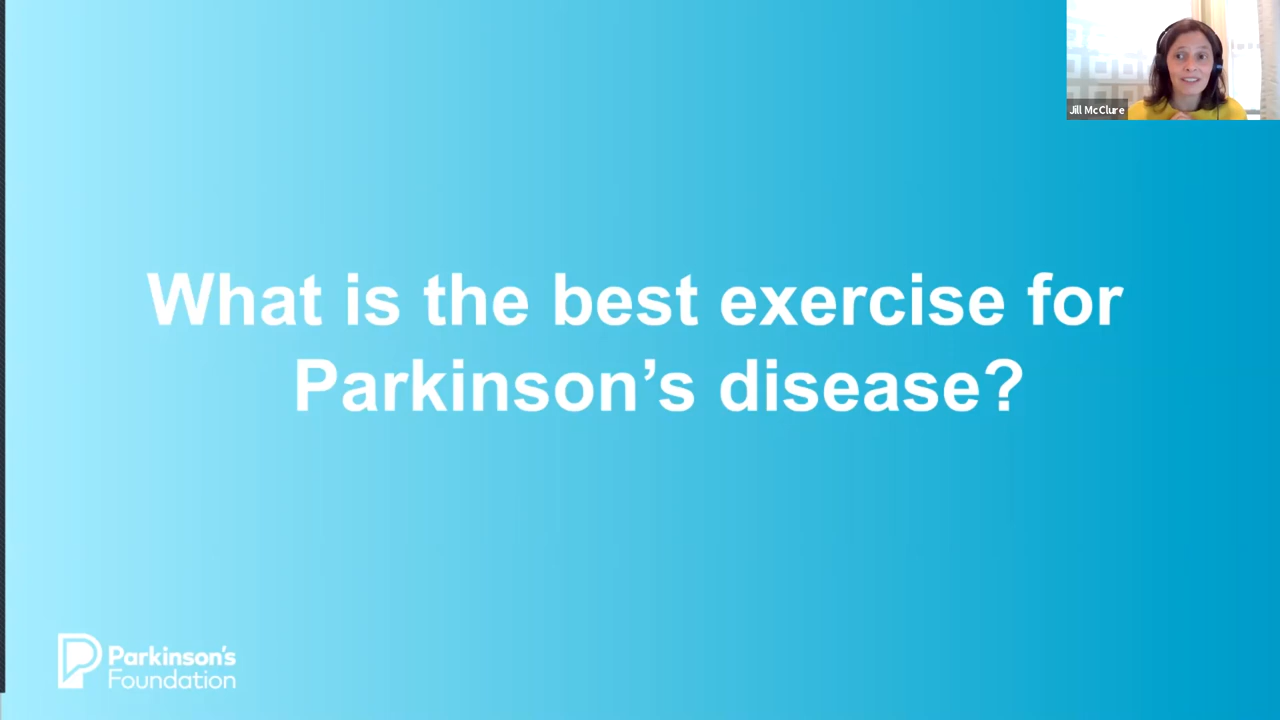 Jill McClure
What is the best exercise for
Parkinson’s disease?
Parkinson's
Foundation